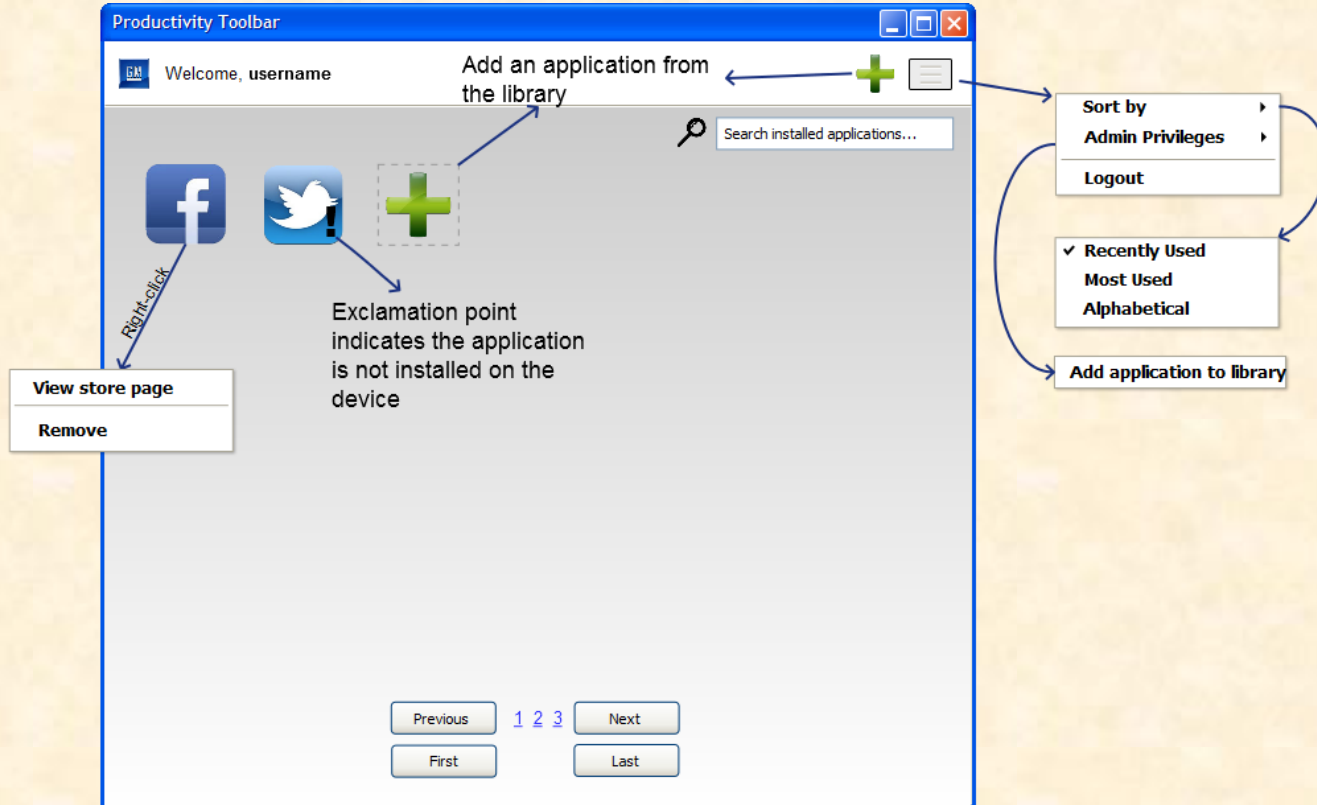 Productivity Toolbar
GM
Welcome, username
Add an application from
the library
Search installed applications...
Sort by
Admin Privileges
Logout
f
!
Recently Used
Most Used
Alphabetical
Right-click
Exclamation point
indicates the application
is not installed on the
device
Add application to library
View store page
Remove
Previous
1 2 3
Next
First
Last